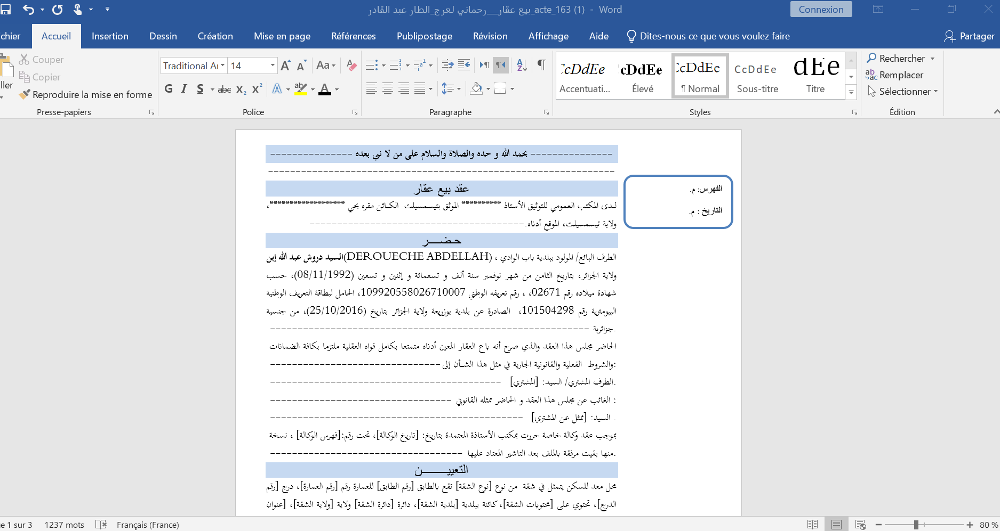 بيع عقار__رحماني لعرج_الطار عبد القادر_acte_163 (1) - Word
Connexion
chier
Accueil
Insertion
Dessin
Création
Mise en page
Références
Publipostage
Révision
Affichage
Aide
Dites-nous ce que vous voulez faire
Partager
ller
Couper
Copier
Reproduire la mise en forme
Presse-papiers
Traditional Ar
14
Aa
G I S abc X₂ X²
Police
Paragraphe
CcDdEe
Accentuati...
CcDdEe
Élevé
CcDdEe
¶ Normal
CcDdEe
Sous-titre
dEe
Titre
Styles
Rechercher
Remplacer
Sélectionner
Édition
--------------- بحمد الله و حده والصلاة والسلام على من لا نبي بعده ---------------
---------------------------------------------------------------
عقد بيع عقار
لـدى المكتب العمومي للتوثيق الأستاذ ********** الموثق بتيسمسيلت الكـائن مقره بحي *******************،
ولاية تيسمسيلت، الموقع أدناه.---------------------------------------
حـضـــر
الطرف البائع/ المولود ببلدية باب الوادي ، (DEROUECHE ABDELLAH)السيد دروش عبد الله إبن
ولاية الجزائر، بتاريخ الثامن من شهر نوفمبر سنة ألف و تسعمائة و إثنين و تسعين (08/11/1992)، حسب
شهادة ميلاده رقم 02671، ، رقم تعريفه الوطني 109920558026710007، الحامل لبطاقة التعريف الوطنية
البيومترية رقم 101504298، الصادرة عن بلدية بوزريعة ولاية الجزائر بتاريخ (25/10/2016)، من جنسية
.جزائرية ----------------------------------------------------------
الحاضر مجلس هذا العقد والذي صرح أنه باع العقار المعين أدناه متمتعا بكامل قواه العقلية ملتزما بكافة الضمانات
:والشروط الفعلية والقانونية الجارية في مثل هذا الشـأن إلى-------------------------------
.الطرف المشتري/ السيد: [المشتري] ------------------------------------------
: الغائب عن مجلس هذا العقد و الحاضر ممثله القانوني ---------------------------------
. السيد: [ممثل عن المشتري] ----------------------------------------------
بموجب عقد وكالة خاصة حررت بمكتب الأستاذة المعتمدة بتاريخ: [تاريخ الوكالة]، تحت رقم:[فهرس الوكالة] ، نسخة
.منها بقيت مرفقة بالملف بعد التاشير المعتاد عليها -----------------------------------
التعييـــــــن
محل معد للسكن يتمثل في شقة من نوع [نوع الشقة] تقع بالطابق [رقم الطابق] للعمارة رقم [رقم العمارة]، درج [رقم
الدرج]، تحتوي على [محتويات الشقة]،كائنة ببلدية [بلدية الشقة]، دائرة [دائرة الشقة] ولاية [ولاية الشقة]، [عنوان
الفهرس: م.
التاريخ : م.
e 1 sur 3
1237 mots
Français (France)
80 %